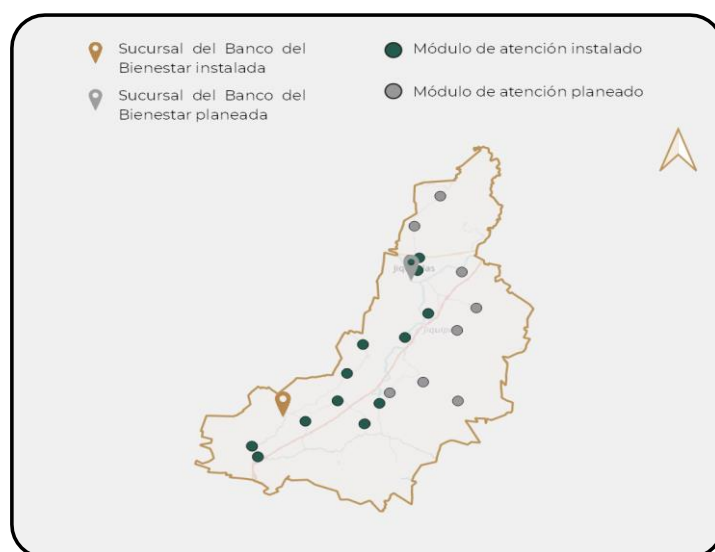 Sucursal del Banco del
Bienestar instalada
Sucursal del Banco del
Bienestar planeada
Módulo de atención instalado
Módulo de atención planeado